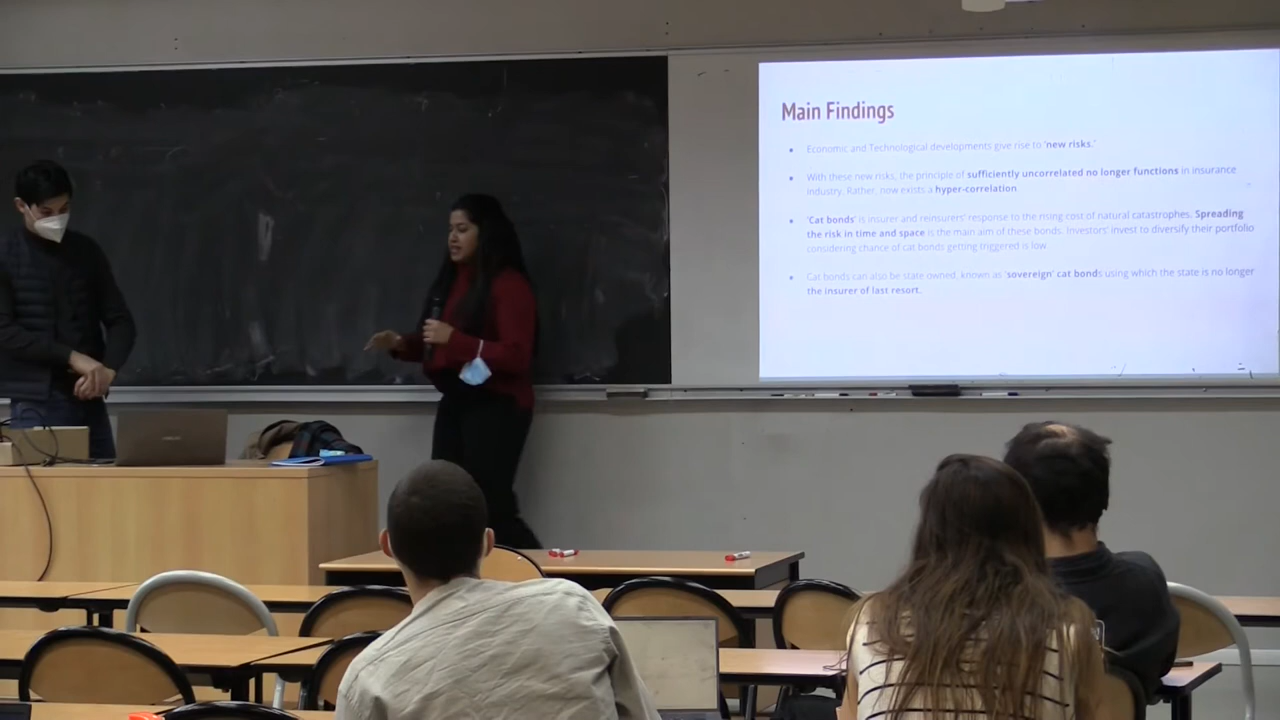 Main Findings
Economic and Technological developments give rise to 'new risks.'
With these new risks, the principle of sufficiently uncorrelated no longer functions in insurance
industry. Rather, now exists a hyper-correlation
'Cat bonds' is insurer and reinsurers' response to the rising cost of natural catastrophes. Spreading
the risk in time and space is the main aim of these bonds. Investors' invest to diversify their portfolio
considering chance of cat bonds getting triggered is low
Cat bonds can also be state owned, known as 'sovereign' cat bonds using which the state is no longer
the insurer of last resort.